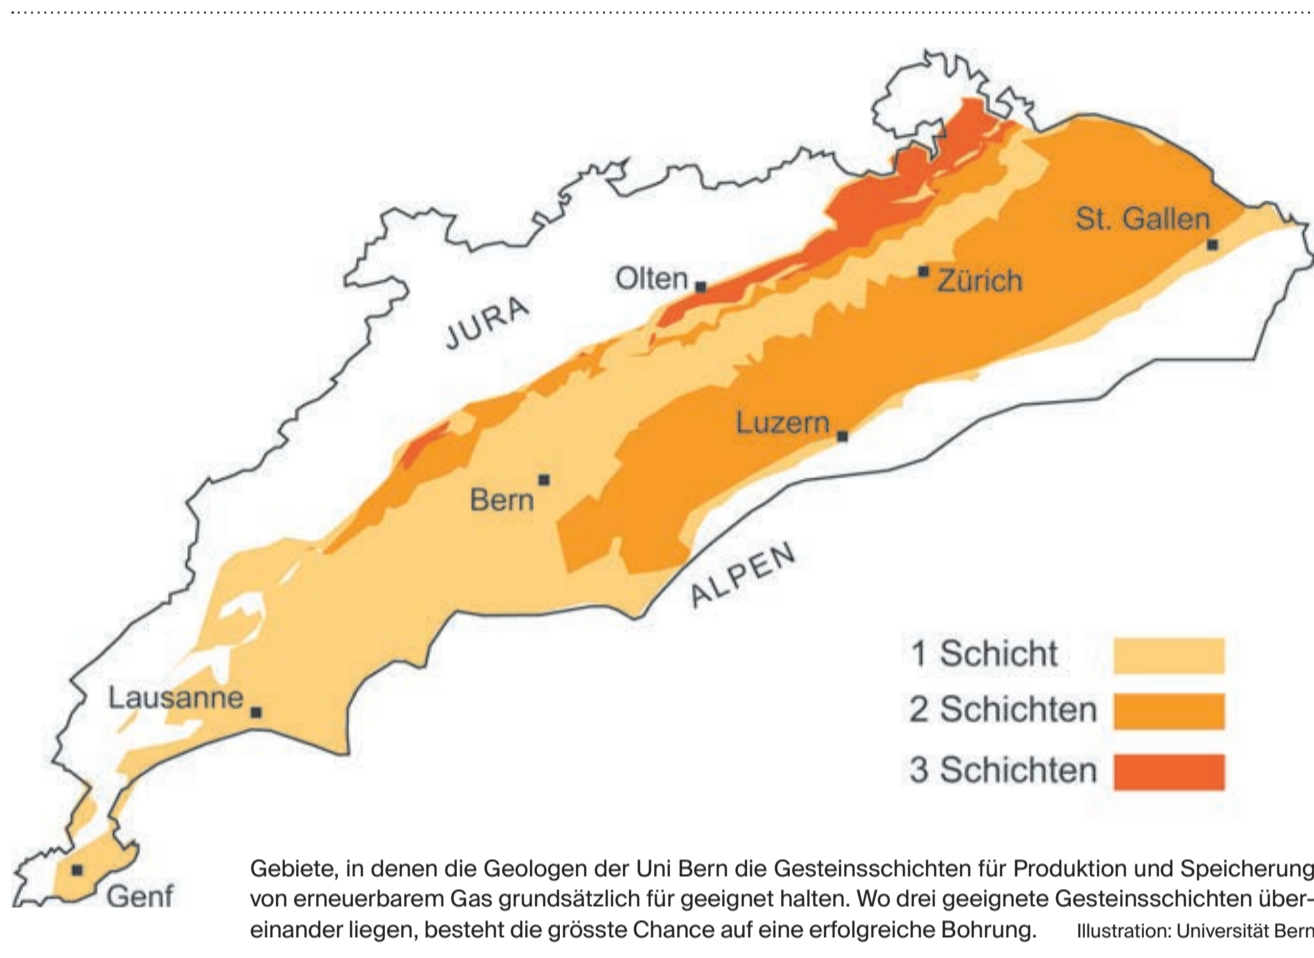 St. Gallen
Olten
Zürich
JURA
Luzern
Bern
ALPEN
1 Schicht
2 Schichten
Lausanne
3 Schichten
Genf
Gebiete, in denen die Geologen der Uni Bern die Gesteinsschichten für Produktion und Speicherung
von erneuerbarem Gas grundsätzlich für geeignet halten. Wo drei geeignete Gesteinsschichten über-
einander liegen, besteht die grösste Chance auf eine erfolgreiche Bohrung. Illustration: Universität Bern